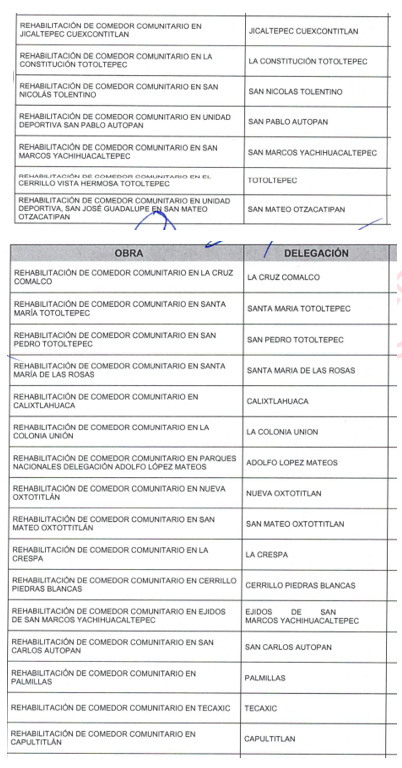 REHABILITACIÓN DE COMEDOR COMUNITARIO EN
JICALTEPEC CUEXCONTITLAN
JICALTEPEC CUEXCONTITLAN
REHABILITACIÓN DE COMEDOR COMUNITARIO EN LA
CONSTITUCIÓN TOTOLTEPEC
LA CONSTITUCIÓN TOTOLTEPEC
REHABILITACIÓN DE COMEDOR COMUNITARIO EN SAN
NICOLÁS TOLENTINO
SAN NICOLAS TOLENTINO
REHABILITACIÓN DE COMEDOR COMUNITARIO EN UNIDAD
DEPORTIVA SAN PABLO AUTOPAN
SAN PABLO AUTOPAN
REHABILITACIÓN DE COMEDOR COMUNITARIO EN SAN
MARCOS YACHIHUACALTEPEC
SAN MARCOS YACHIHUACALTEPEC
REHABILITACIÓN DE COMEDOR COMUNITARIO EN EL
CERRILLO VISTA HERMOSA TOTOLTEPEC
TOTOLTEPEC
REHABILITACIÓN DE COMEDOR COMUNITARIO EN UNIDAD
DEPORTIVA, SAN JOSÉ GUADALUPE EN SAN MATEO
OTZACATIPAN
SAN MATEO OTZACATIPAN
OBRA DELEGACIÓN
REHABILITACIÓN DE COMEDOR COMUNITARIO EN LA CRUZ
COMALCO
LA CRUZ COMALCO
REHABILITACIÓN DE COMEDOR COMUNITARIO EN SANTA
MARÍA TOTOLTEPEC
SANTA MARIA TOTOLTEPEC
REHABILITACIÓN DE COMEDOR COMUNITARIO EN SAN
PEDRO TOTOLTEPEC
SAN PEDRO TOTOLTEPEC
REHABILITACIÓN DE COMEDOR COMUNITARIO EN SANTA
MARÍA DE LAS ROSAS
SANTA MARIA DE LAS ROSAS
REHABILITACIÓN DE COMEDOR COMUNITARIO EN
CALIXTLAHUACA
CALIXTLAHUACA
REHABILITACIÓN DE COMEDOR COMUNITARIO EN LA
COLONIA UNIÓN
LA COLONIA UNION
REHABILITACIÓN DE COMEDOR COMUNITARIO EN PARQUES
NACIONALES DELEGACIÓN ADOLFO LÓPEZ MATEOS
ADOLFO LOPEZ MATEOS
REHABILITACIÓN DE COMEDOR COMUNITARIO EN NUEVA
OXTOTITLÁN
NUEVA OXTOTITLAN
REHABILITACIÓN DE COMEDOR COMUNITARIO EN SAN
MATEO OXTOTTITLÁN
SAN MATEO OXTOTTITLAN
REHABILITACIÓN DE COMEDOR COMUNITARIO EN LA
CRESPA
LA CRESPA
REHABILITACIÓN DE COMEDOR COMUNITARIO EN CERRILLO
PIEDRAS BLANCAS
CERRILLO PIEDRAS BLANCAS
REHABILITACIÓN DE COMEDOR COMUNITARIO EN EJIDOS
DE SAN MARCOS YACHIHUACALTEPEC
EJIDOS DE SAN
MARCOS YACHIHUACALTEPEC
REHABILITACIÓN DE COMEDOR COMUNITARIO EN SAN
CARLOS AUTOPAN
SAN CARLOS AUTOPAN
REHABILITACIÓN DE COMEDOR COMUNITARIO EN
PALMILLAS
PALMILLAS
REHABILITACIÓN DE COMEDOR COMUNITARIO EN TECAXIC
TECAXIC
REHABILITACIÓN DE COMEDOR COMUNITARIO EN
CAPULTITLÁN
CAPULTITLAN